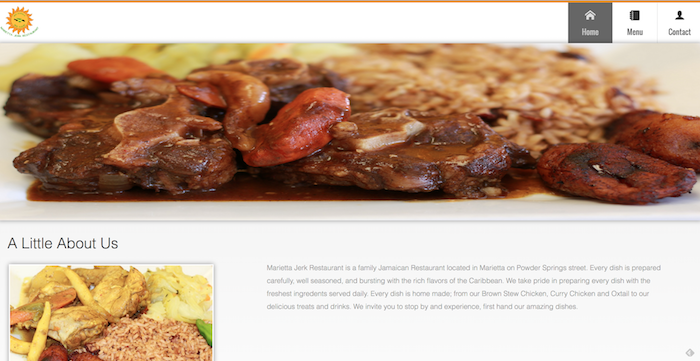 Home
Menu
Contact
A Little About Us
Marietta Jerk Restaurant is a family Jamaican Restaurant located in Marietta on Powder Springs street. Every dish is prepared
carefully, well seasoned, and bursting with the rich flavors of the Caribbean. We take pride in preparing every dish with the
freshest ingredents served daily. Every dish is home made; from our Brown Stew Chicken, Curry Chicken and Oxtail to our
delicious treats and drinks. We invite you to stop by and experience, first hand our amazing dishes.